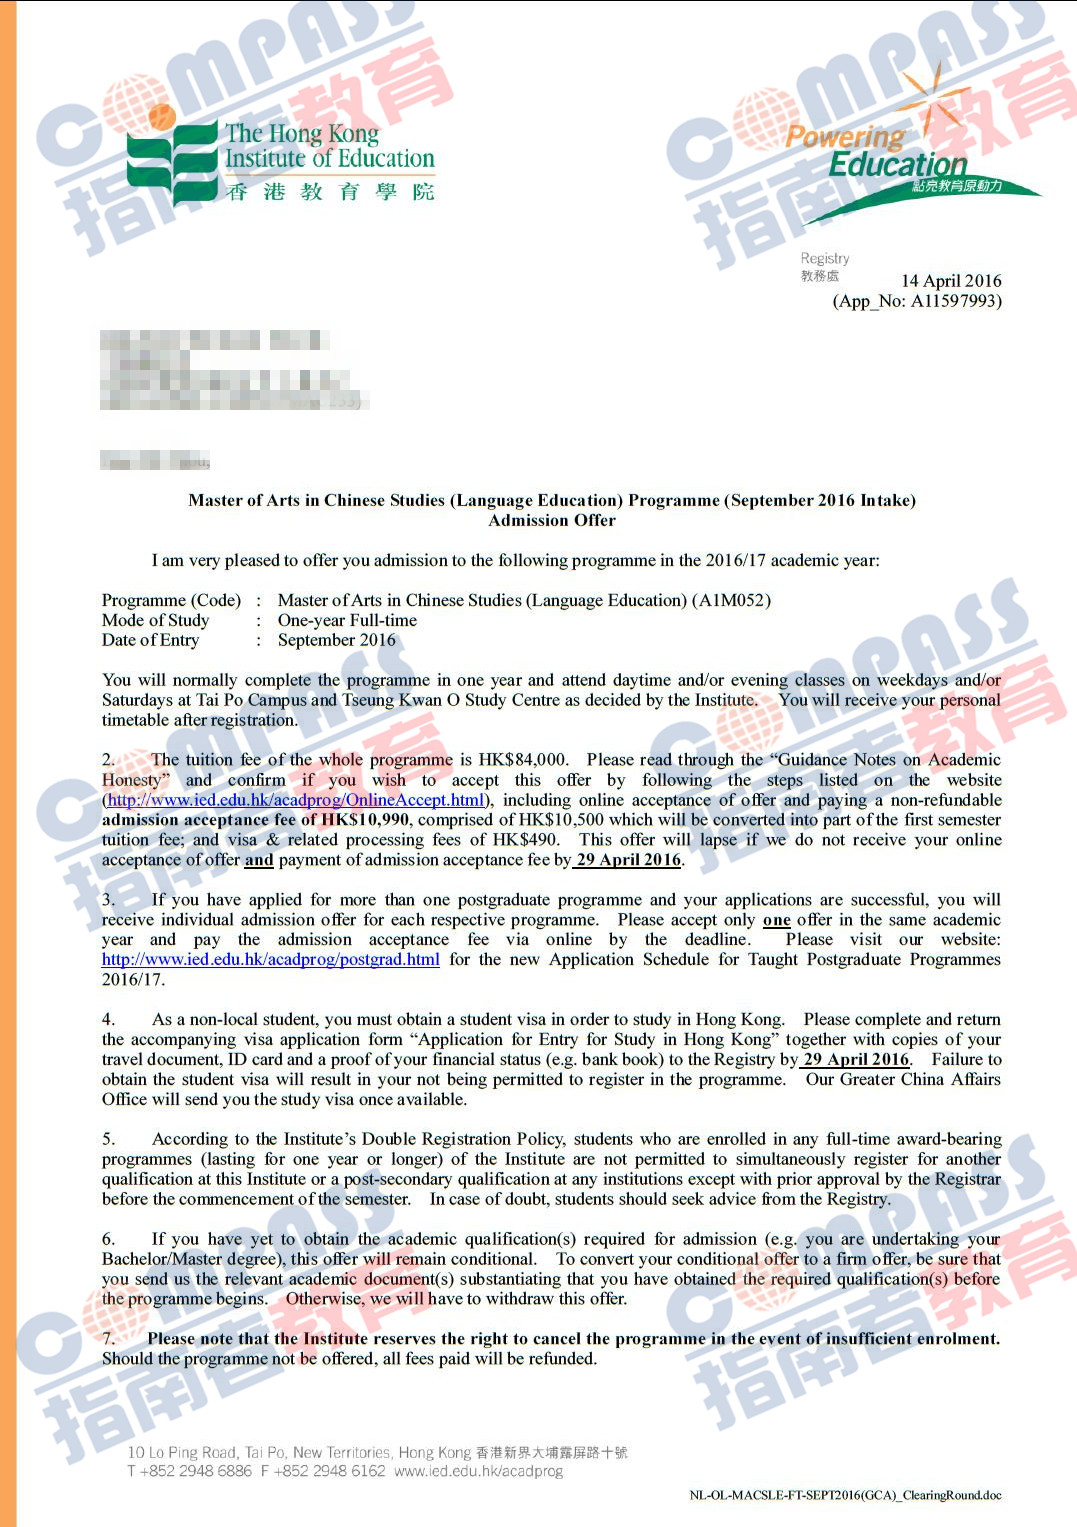 COMPASS
指南者教育
COMPASS
指南者教育
The Hong Kong
Institute of Education
香港教育學院
Powering
Education
點亮教育原動力
Registry
教務處
14 April 2016
(App_No: A11597993)
Master of Arts in Chinese Studies (Language Education) Programme (September 2016 Intake)
Admission Offer
I am very pleased to offer you admission to the following programme in the 2016/17 academic year:
Programme (Code) : Master of Arts in Chinese Studies (Language Education) (A1M052)
Mode of Study : One-year Full-time
Date of Entry : September 2016
You will normally complete the programme in one year and attend daytime and/or evening classes on weekdays and/or
Saturdays at Tai Po Campus and Tseung Kwan O Study Centre as decided by the Institute. You will receive your personal
timetable after registration.
COMPASS
指南者教育
COMPASS
指南者教育
2. The tuition fee of the whole programme is HK$84,000. Please read through the “Guidance Notes on Academic
Honesty” and confirm if you wish to accept this offer by following the steps listed on the website
(http://www.ied.edu.hk/acadprog/OnlineAccept.html), including online acceptance of offer and paying a non-refundable
admission acceptance fee of HK$10,990, comprised of HK$10,500 which will be converted into part of the first semester
tuition fee; and visa & related processing fees of HK$490. This offer will lapse if we do not receive your online
acceptance of offer and payment of admission acceptance fee by 29 April 2016.
3. If you have applied for more than one postgraduate programme and your applications are successful, you will
receive individual admission offer for each respective programme. Please accept only one offer in the same academic
year and pay the admission acceptance fee via online by the deadline. Please visit our website:
http://www.ied.edu.hk/acadprog/postgrad.html for the new Application Schedule for Taught Postgraduate Programmes
2016/17.
4. As a non-local student, you must obtain a student visa in order to study in Hong Kong. Please complete and return
the accompanying visa application form “Application for Entry for Study in Hong Kong” together with copies of your
travel document, ID card and a proof of your financial status (e.g. bank book) to the Registry by 29 April 2016. Failure to
obtain the student visa will result in your not being permitted to register in the programme. Our Greater China Affairs
Office will send you the study visa once available.
5. According to the Institute’s Double Registration Policy, students who are enrolled in any full-time award-bearing
programmes (lasting for one year or longer) of the Institute are not permitted to simultaneously register for another
qualification at this Institute or a post-secondary qualification at any institutions except with prior approval by the Registrar
before the commencement of the semester. In case of doubt, students should seek advice from the Registry.
COMPASS
指南者教育
COMPASS
指南者教育
6. If you have yet to obtain the academic qualification(s) required for admission (e.g. you are undertaking your
Bachelor/Master degree), this offer will remain conditional. To convert your conditional offer to a firm offer, be sure that
you send us the relevant academic document(s) substantiating that you have obtained the required qualification(s) before
the programme begins. Otherwise, we will have to withdraw this offer.
7. Please note that the Institute reserves the right to cancel the programme in the event of insufficient enrolment.
Should the programme not be offered, all fees paid will be refunded.
10 Lo Ping Road, Tai Po, New Territories, Hong Kong 香港新界大埔露屏路十號
T +852 2948 6886 F +852 2948 6162 www.ied.edu.hk/acadprog
NL-OL-MACSLE-FT-SEPT2016(GCA)_ClearingRound.doc